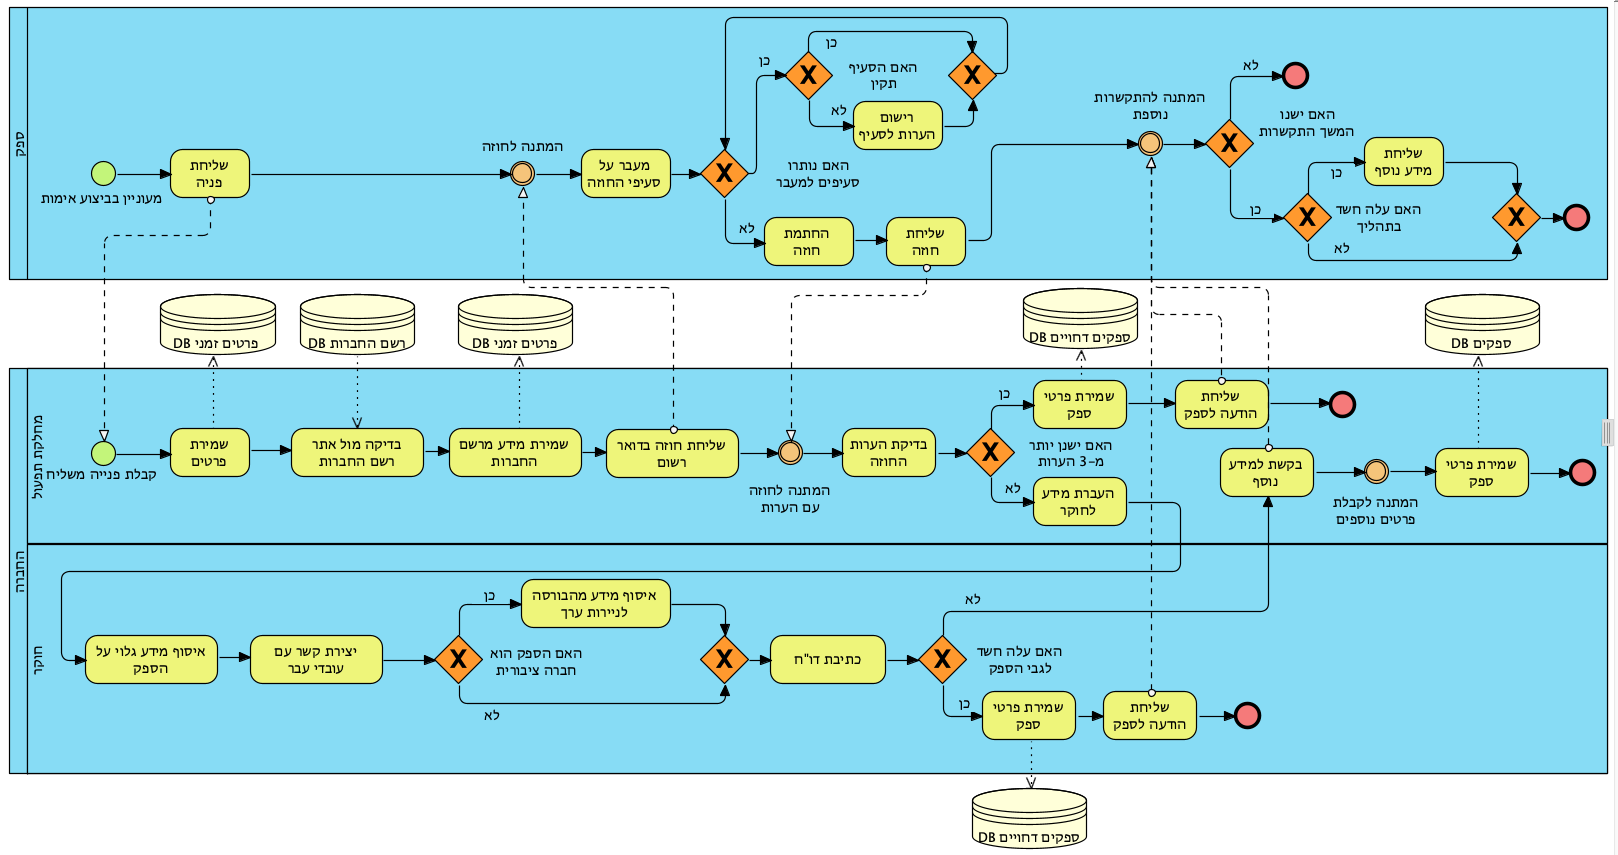 ספק
מעוניין בביצוע אימות
שליחת
פניה
המתנה לחוזה
מעבר על
סעיפי החוזה
האם נותרו
סעיפים למעבר
כן
לא
האם הסעיף
תקין
כן
לא
רישום
הערות לסעיף
החתמת
חוזה
שליחת
חוזה
המתנה להתקשרות
נוספת
האם ישנו
המשך התקשרות
לא
כן
האם עלה חשד
בתהליך
כן
לא
שליחת
מידע נוסף
פרטים זמני DB
רשם החברות DB
פרטים זמני DB
ספקים דחויים DB
ספקים DB
החברה
מחלקת תפעול
קבלת פנייה משליח
שמירת
פרטים
בדיקה מול אתר
רשם החברות
שמירת מידע מרשם
החברות
שליחת חוזה בדואר
רשום
המתנה לחוזה
עם הערות
בדיקת הערות
החוזה
האם ישנן יותר
מ-3 הערות
כן
לא
שמירת פרטי
ספק
שליחת
הודעה לספק
העברת מידע
לחוקר
בקשת למידע
נוסף
המתנה לקבלת
פרטים נוספים
שמירת פרטי
ספק
חוקר
איסוף מידע גלוי על
הספק
יצירת קשר עם
עובדי עבר
האם הספק הוא
חברה ציבורית
כן
לא
איסוף מידע מהבורסה
לניירות ערך
כתיבת דו"ח
האם עלה חשד
לגבי הספק
לא
כן
שמירת פרטי
ספק
שליחת
הודעה לספק
ספקים דחויים DB